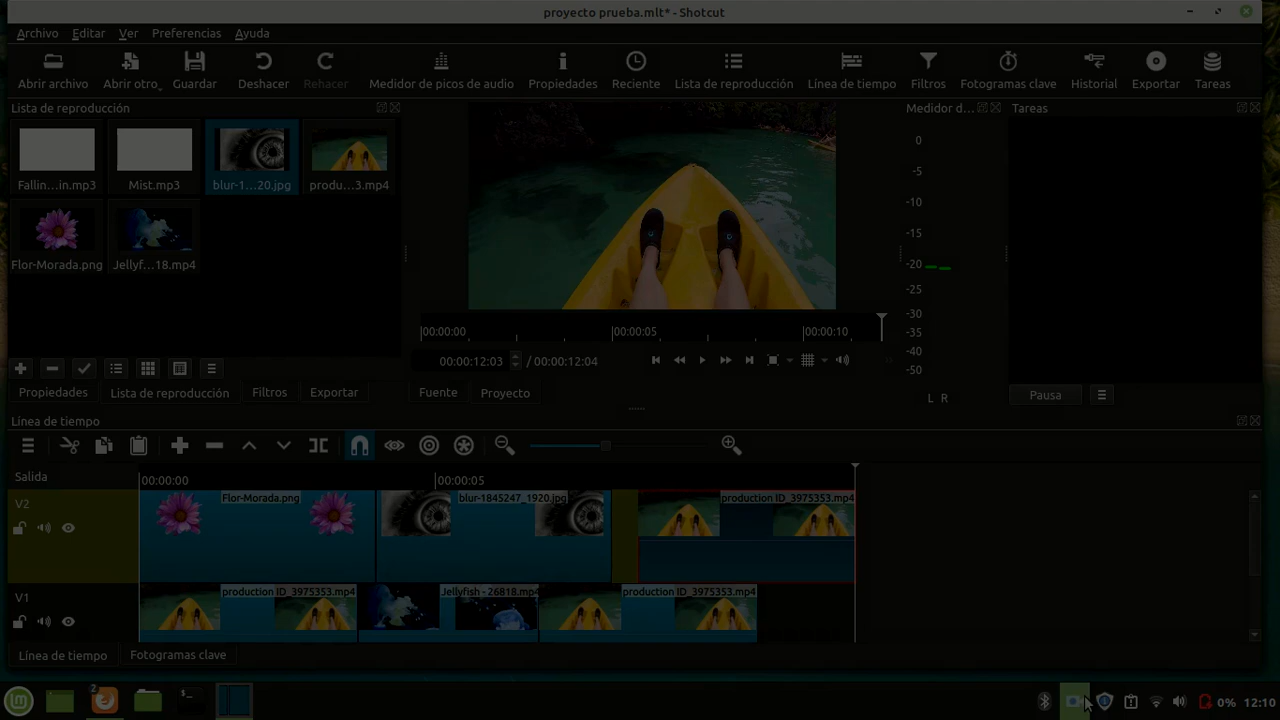 proyecto prueba.mlt* - Shotcut
Archivo Editar Ver Preferencias Ayuda
Abrir archivo Abrir otro Guardar Deshacer Rehacer Medidor de picos de audio Propiedades Reciente Lista de reproducción Línea de tiempo Filtros Fotogramas clave Historial Exportar Tareas
Lista de reproducción Medidor d... Tareas
Fallin...in.mp3 Mist.mp3 blur-1...20.jpg produ...3.mp4
Flor-Morada.png Jellyf...18.mp4
0
-5
-10
-15
-20
-25
-30
-35
-40
-50
L R
00:00:00 00:00:05 00:00:10
00:00:12:03 / 00:00:12:04
Propiedades Lista de reproducción Filtros Exportar Fuente Proyecto Pausa
Línea de tiempo
Salida 00:00:00 00:00:05
V2 Flor-Morada.png blur-1845247_1920.jpg production ID_3975353.mp4
V1 production ID_3975353.mp4 Jellyfish - 26818.mp4 production ID_3975353.mp4
Línea de tiempo Fotogramas clave
2 0% 12:10